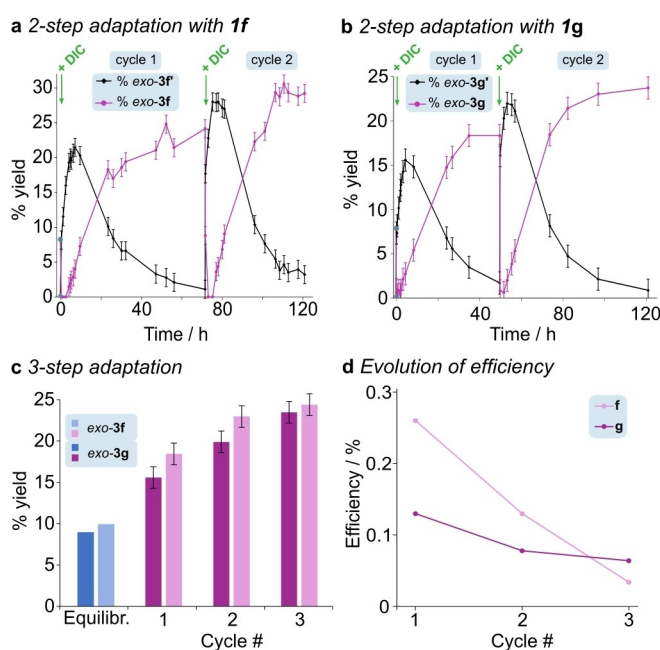 a 2-step adaptation with 1f
+ DIC
cycle 1
cycle 2
% exo-3f'
% exo-3f
30
25
20
15
10
5
0
% yield
0 40 80 120
Time / h
b 2-step adaptation with 1g
+ DIC
cycle 1
cycle 2
% exo-3g'
% exo-3g
25
20
15
10
5
0
% yield
0 40 80 120
Time / h
c 3-step adaptation
exo-3f
exo-3g
25
20
15
10
5
0
% yield
Equilibr. 1 2 3
Cycle #
d Evolution of efficiency
f
g
0.3
0.2
0.1
0
Efficiency / %
1 2 3
Cycle #